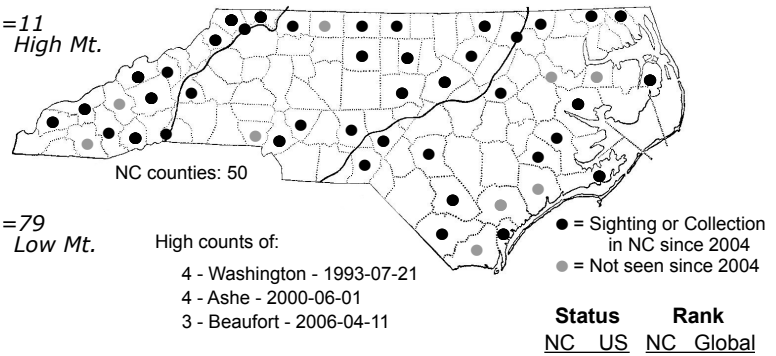 =11
High Mt.
NC counties: 50
=79
Low Mt.
High counts of:
4 - Washington - 1993-07-21
4 - Ashe - 2000-06-01
3 - Beaufort - 2006-04-11
● = Sighting or Collection
in NC since 2004
● = Not seen since 2004
Status Rank
NC US NC Global